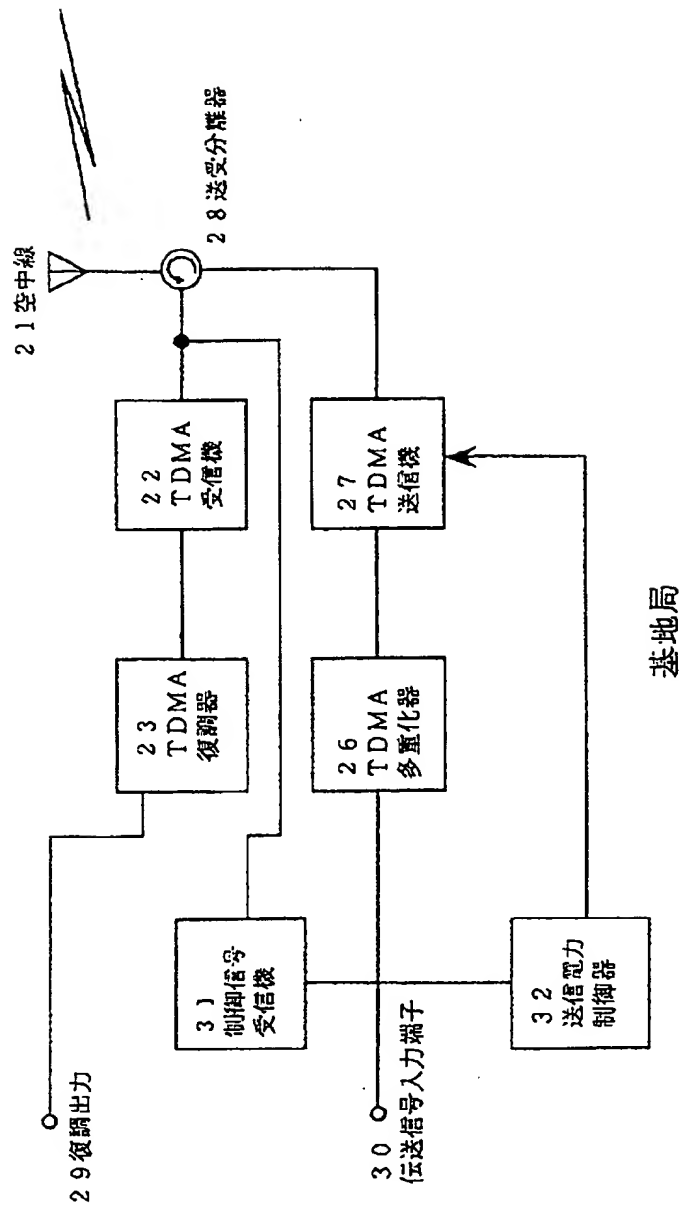 21空中線
28送受分離器
22
TDMA
受信機
27
TDMA
送信機
23
TDMA
復調器
26
TDMA
多重化器
31
制御信号
受信機
32
送信電力
制御器
29復調出力
30
伝送信号入力端子
基地局